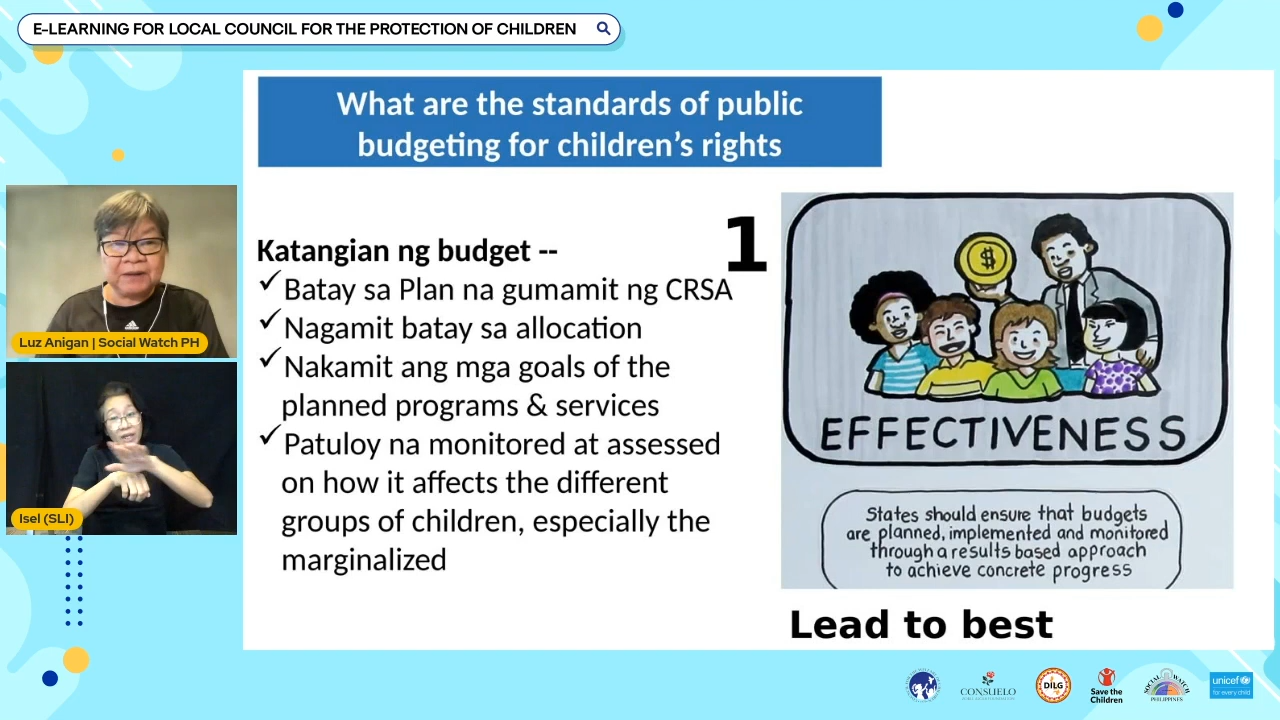 E-LEARNING FOR LOCAL COUNCIL FOR THE PROTECTION OF CHILDREN
What are the standards of public
budgeting for children's rights
Katangian ng budget --
✓Batay sa Plan na gumamit ng CRSA
✓Nagamit batay sa allocation
✓Nakamit ang mga goals of the
planned programs & services
✓Patuloy na monitored at assessed
on how it affects the different
groups of children, especially the
marginalized
1
$
EFFECTIVENESS
States should ensure that budgets
are planned, implemented and monitored
through a results based approach
to achieve concrete progress
Lead to best
Luz Anigan | Social Watch PH
Isel (SLI)
CONSUELO
DILG
Save the
Children
SOCIAL WATCH
PHILIPPINES
unicef
for every child